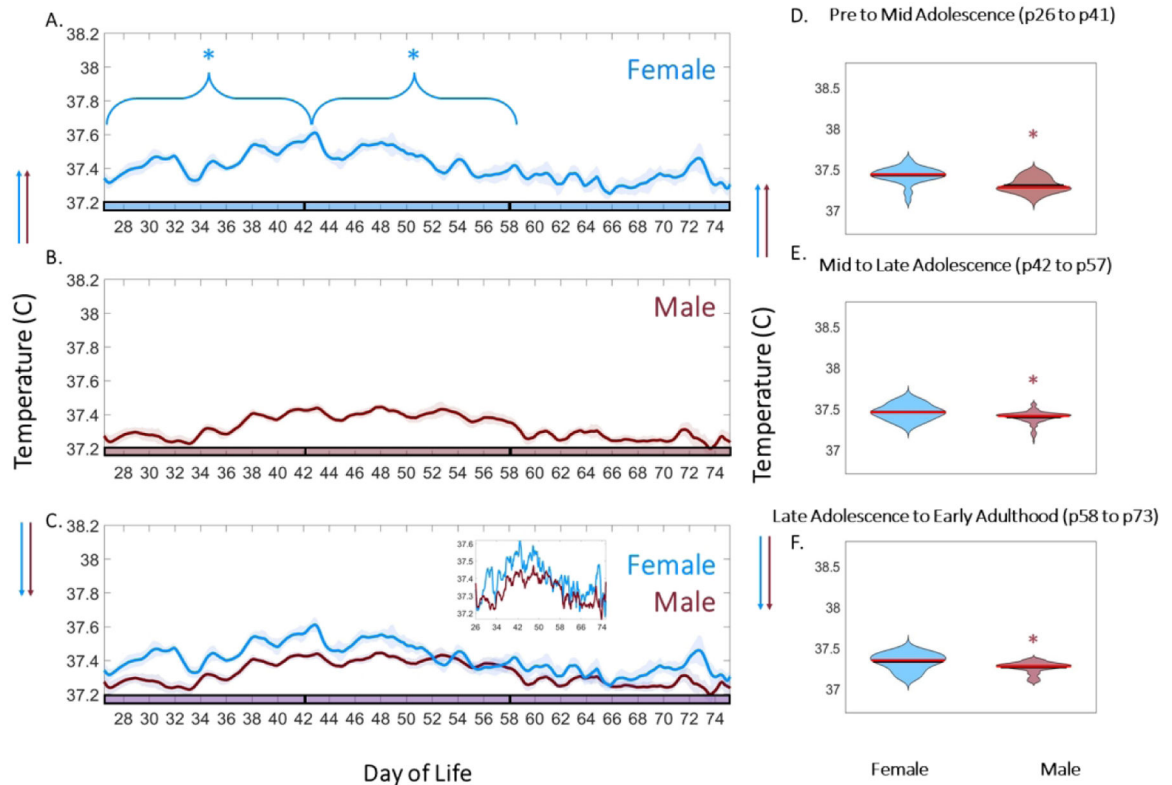 A.
38.2
38
37.8
37.6
37.4
37.2
*
*
Female
28 30 32 34 36 38 40 42 44 46 48 50 52 54 56 58 60 62 64 66 68 70 72 74
B.
38.2
38
37.8
37.6
37.4
37.2
Male
28 30 32 34 36 38 40 42 44 46 48 50 52 54 56 58 60 62 64 66 68 70 72 74
Temperature (C)
C.
38.2
38
37.8
37.6
37.4
37.2
37.6
37.5
37.4
37.3
37.2
26 34 42 50 58 66 74
Female
Male
28 30 32 34 36 38 40 42 44 46 48 50 52 54 56 58 60 62 64 66 68 70 72 74
Day of Life
D.
Pre to Mid Adolescence (p26 to p41)
38.5
38
37.5
37
*
E.
Mid to Late Adolescence (p42 to p57)
38.5
38
37.5
37
*
Temperature (C)
Late Adolescence to Early Adulthood (p58 to p73)
F.
38.5
38
37.5
37
*
Female Male